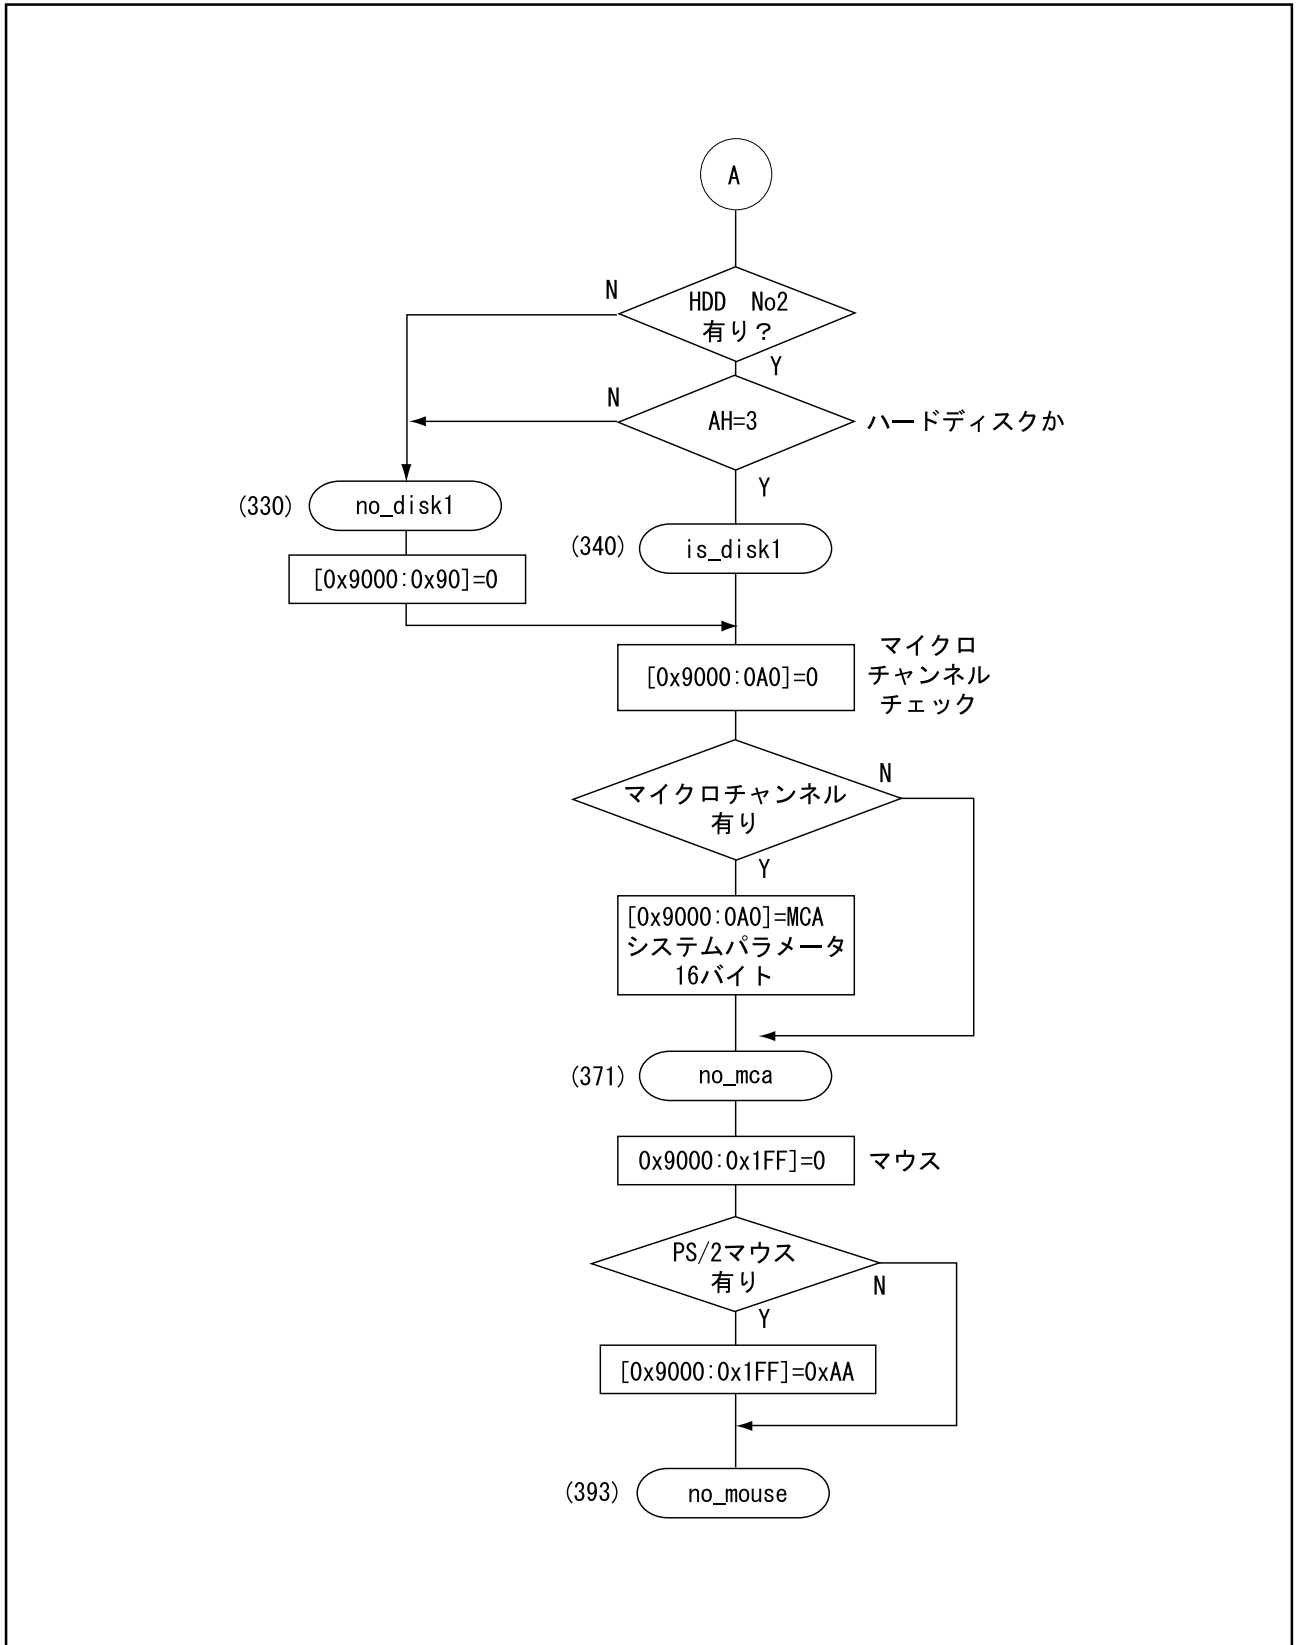 A
N
HDD No2
有り？
Y
N
AH=3
ハードディスクか
Y
(330)
no_disk1
(340)
is_disk1
[0x9000:0x90]=0
マイクロ
チャンネル
チェック
[0x9000:0A0]=0
N
マイクロチャンネル
有り
Y
[0x9000:0A0]=MCA
システムパラメータ
16バイト
(371)
no_mca
0x9000:0x1FF]=0
マウス
PS/2マウス
有り
N
Y
[0x9000:0x1FF]=0xAA
(393)
no_mouse